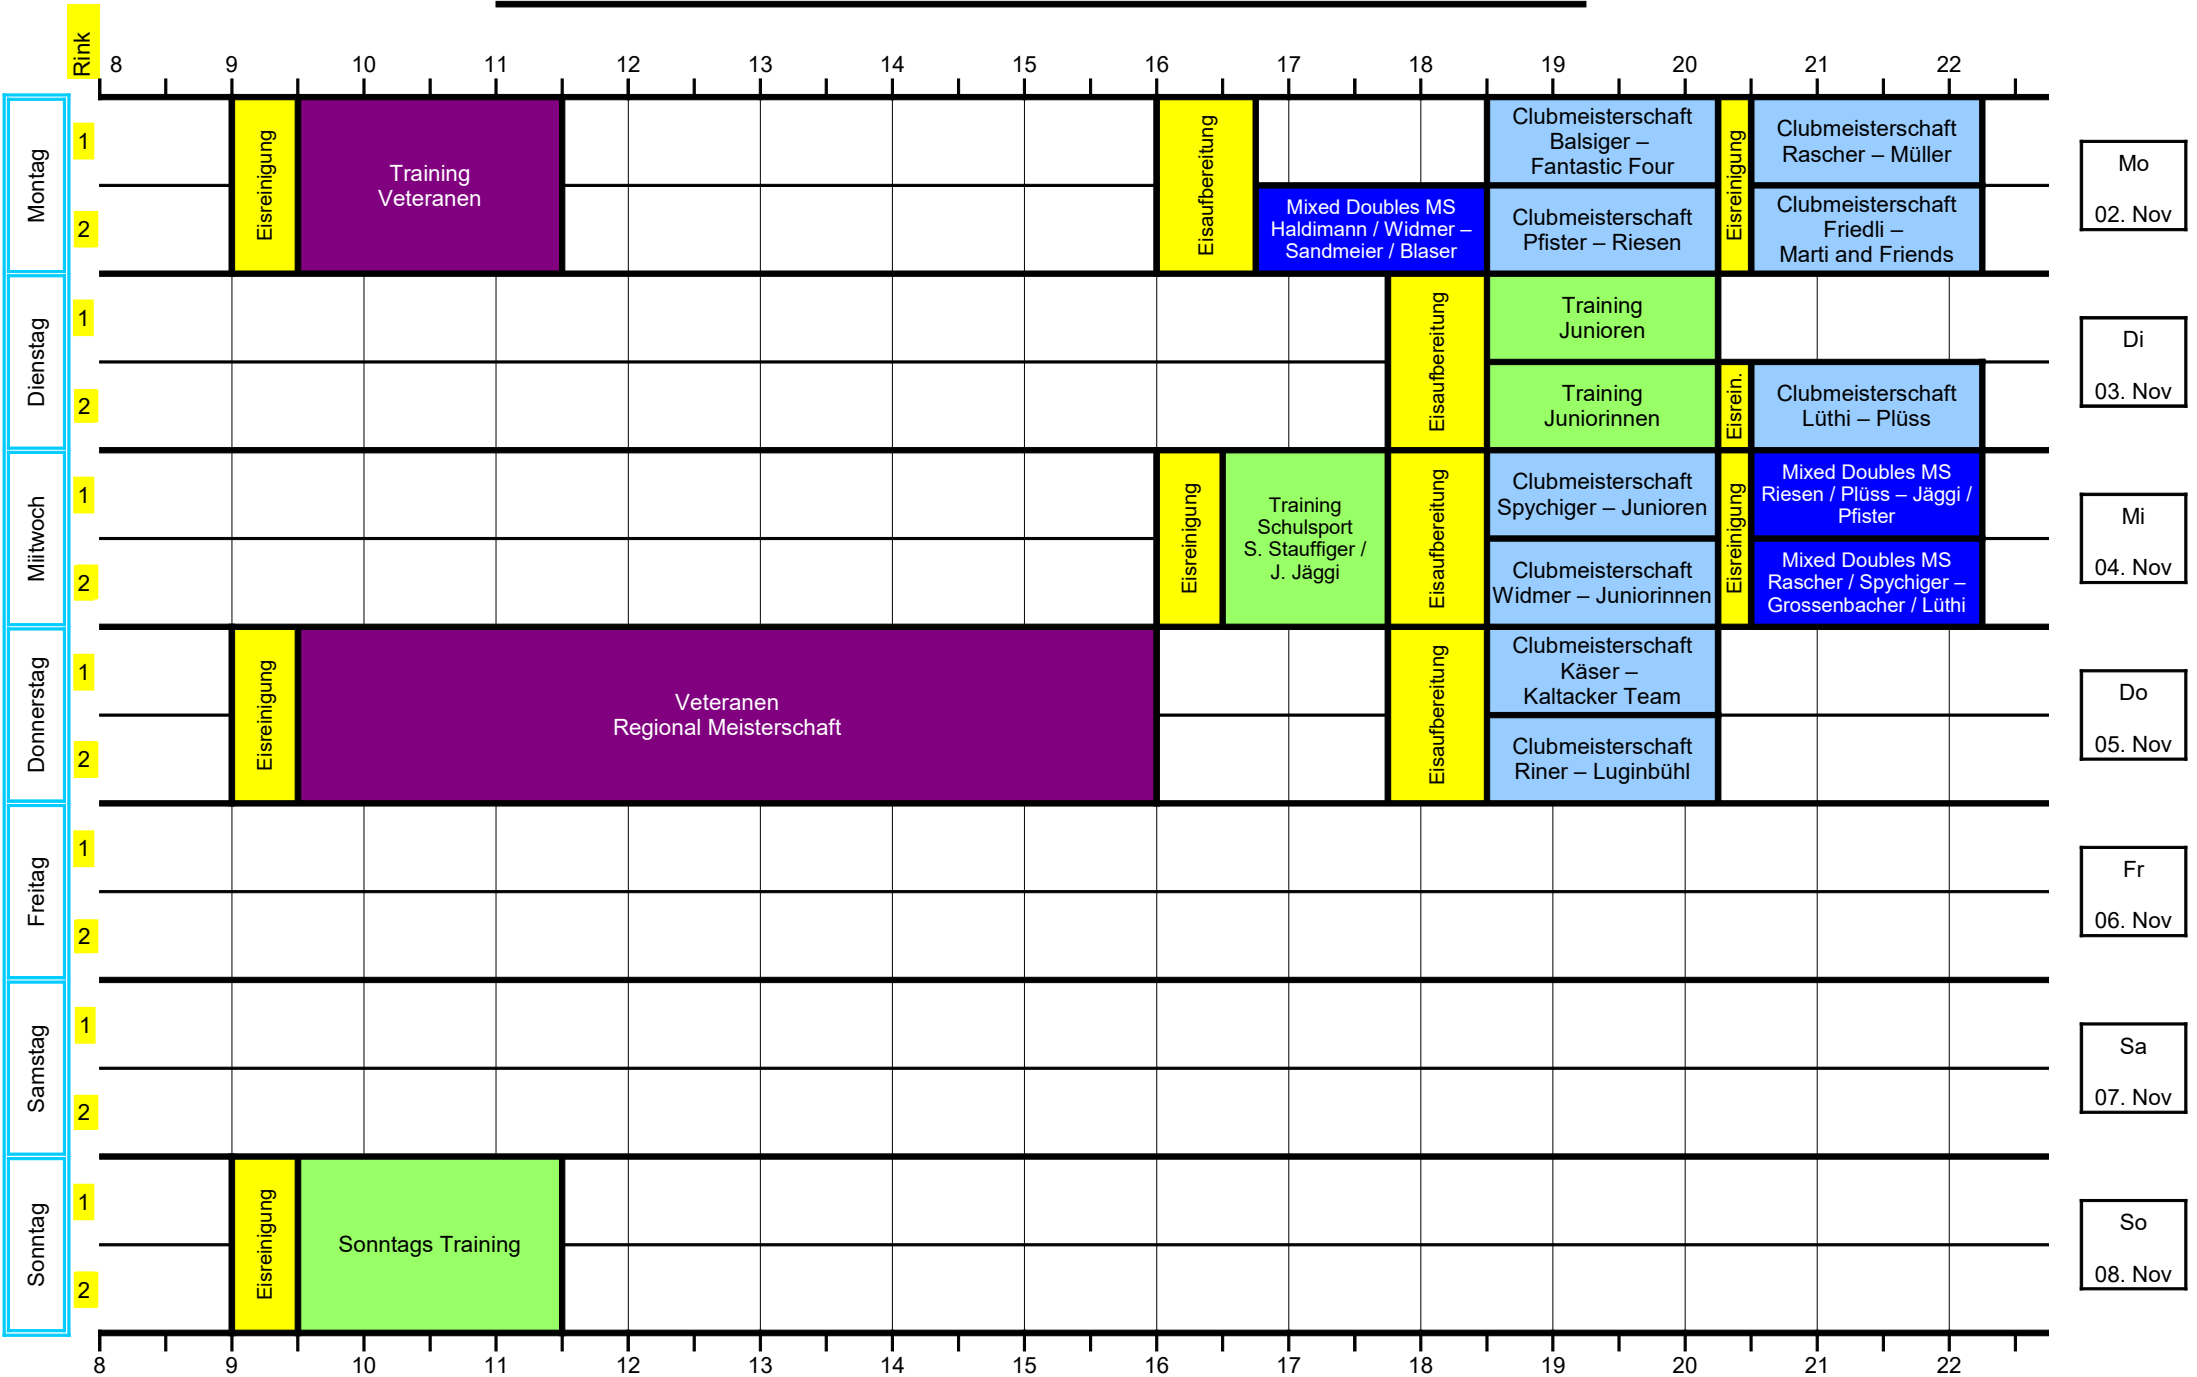 Rink
8 9 10 11 12 13 14 15 16 17 18 19 20 21 22
Montag
1
2
Eisreinigung
Training
Veteranen
Eisaufbereitung
Mixed Doubles MS
Haldimann / Widmer –
Sandmeier / Blaser
Clubmeisterschaft
Balsiger –
Fantastic Four
Clubmeisterschaft
Pfister – Riesen
Eisreinigung
Clubmeisterschaft
Rascher – Müller
Clubmeisterschaft
Friedli –
Marti and Friends
Mo
02. Nov
Dienstag
1
2
Eisaufbereitung
Training
Junioren
Training
Juniorinnen
Eisrein.
Clubmeisterschaft
Lüthi – Plüss
Di
03. Nov
Miitwoch
1
2
Eisreinigung
Training
Schulsport
S. Stauffiger /
J. Jäggi
Eisaufbereitung
Clubmeisterschaft
Spychiger – Junioren
Clubmeisterschaft
Widmer – Juniorinnen
Eisreinigung
Mixed Doubles MS
Riesen / Plüss – Jäggi /
Pfister
Mixed Doubles MS
Rascher / Spychiger –
Grossenbacher / Lüthi
Mi
04. Nov
Donnerstag
1
2
Eisreinigung
Veteranen
Regional Meisterschaft
Eisaufbereitung
Clubmeisterschaft
Käser –
Kaltacker Team
Clubmeisterschaft
Riner – Luginbühl
Do
05. Nov
Freitag
1
2
Fr
06. Nov
Samstag
1
2
Sa
07. Nov
Sonntag
1
2
Eisreinigung
Sonntags Training
So
08. Nov
8 9 10 11 12 13 14 15 16 17 18 19 20 21 22